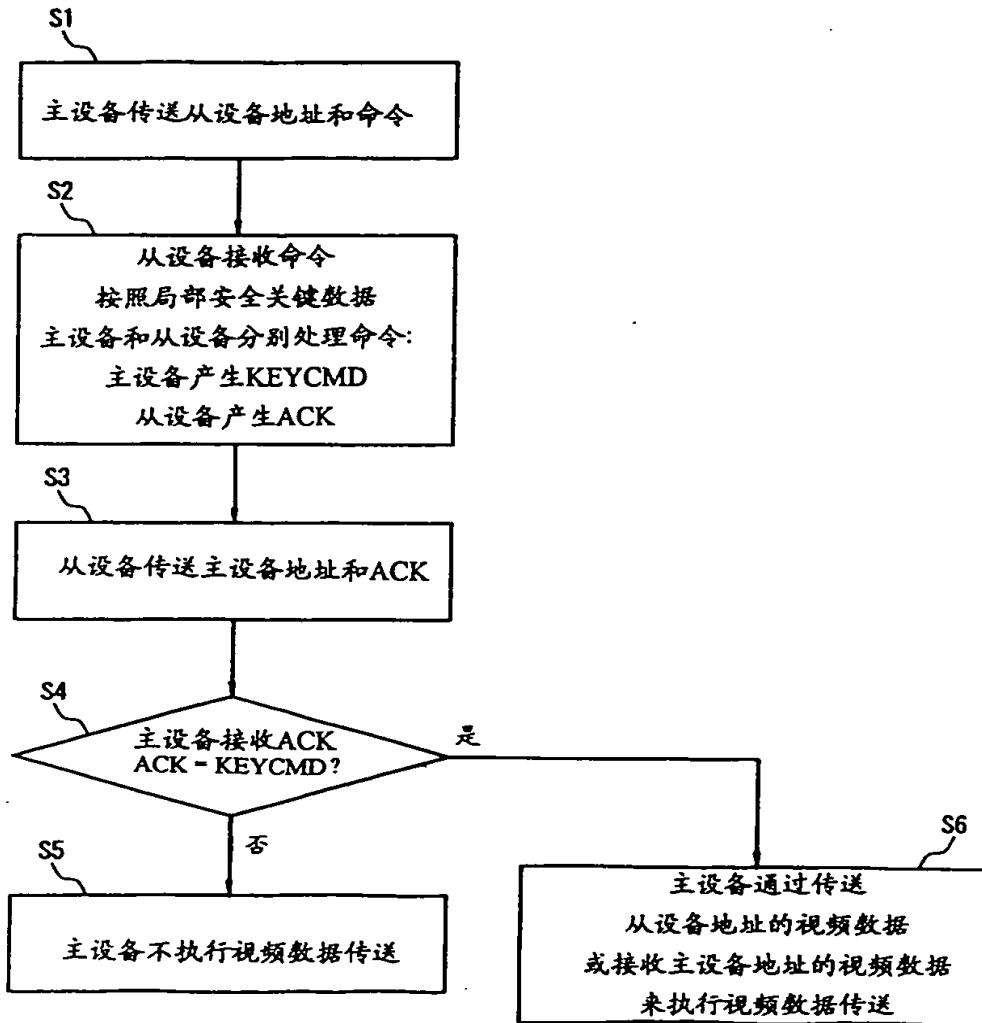 S1
主设备传送从设备地址和命令
S2
从设备接收命令
按照局部安全关键数据
主设备和从设备分别处理命令:
主设备产生KEYCMD
从设备产生ACK
S3
从设备传送主设备地址和ACK
S4
主设备接收ACK
ACK = KEYCMD?
是
否
S5
主设备不执行视频数据传送
S6
主设备通过传送
从设备地址的视频数据
或接收主设备地址的视频数据
来执行视频数据传送